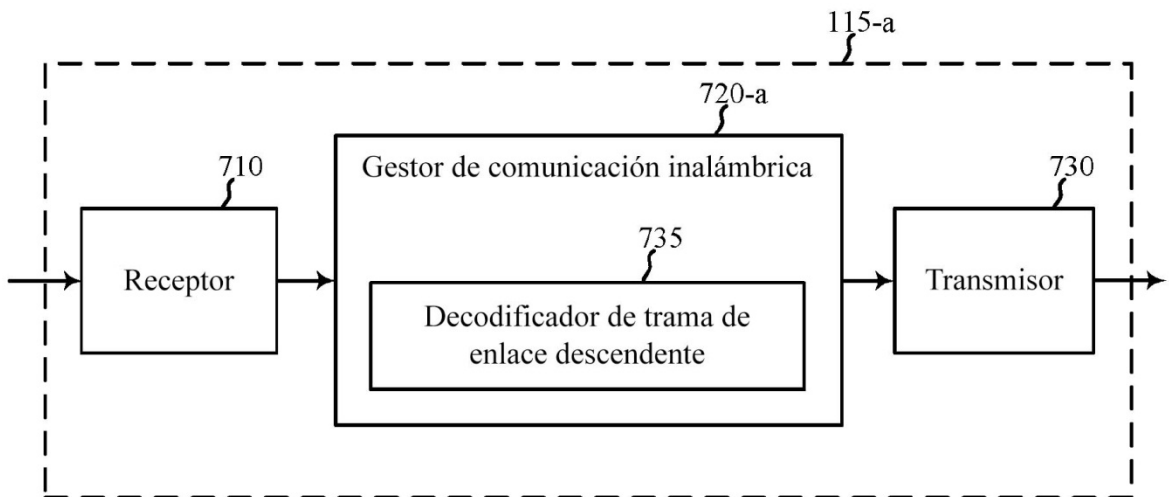 115-a
720-a
Gestor de comunicación inalámbrica
710
730
735
Receptor
Transmisor
Decodificador de trama de
enlace descendente